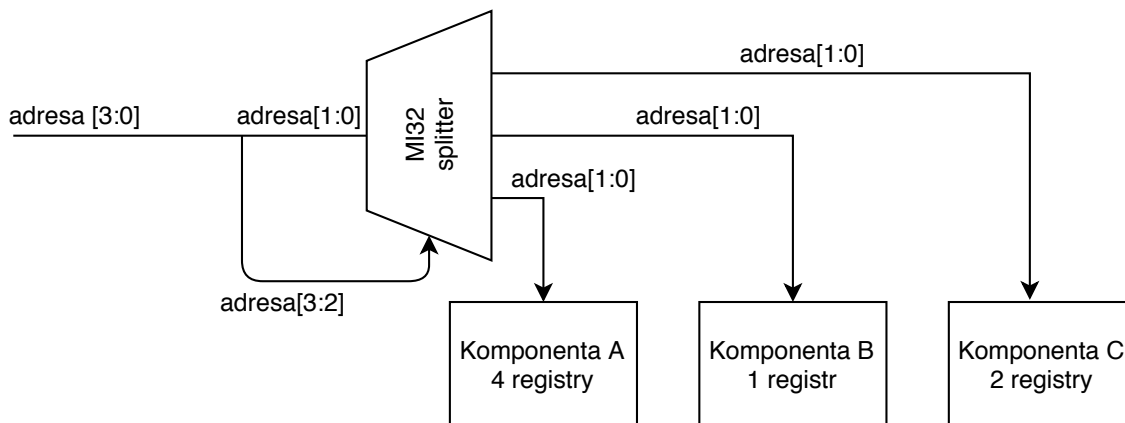 adresa[1:0]
adresa [3:0]
adresa[1:0]
adresa[1:0]
MI32
splitter
adresa[1:0]
adresa[3:2]
Komponenta A
4 registry
Komponenta B
1 registr
Komponenta C
2 registry